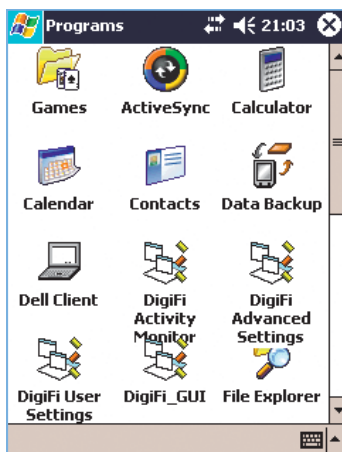 Programs 21:03
Games ActiveSync Calculator
Calendar Contacts Data Backup
Dell Client DigiFi Activity Monitor DigiFi Advanced Settings
DigiFi User Settings DigiFi_GUI File Explorer